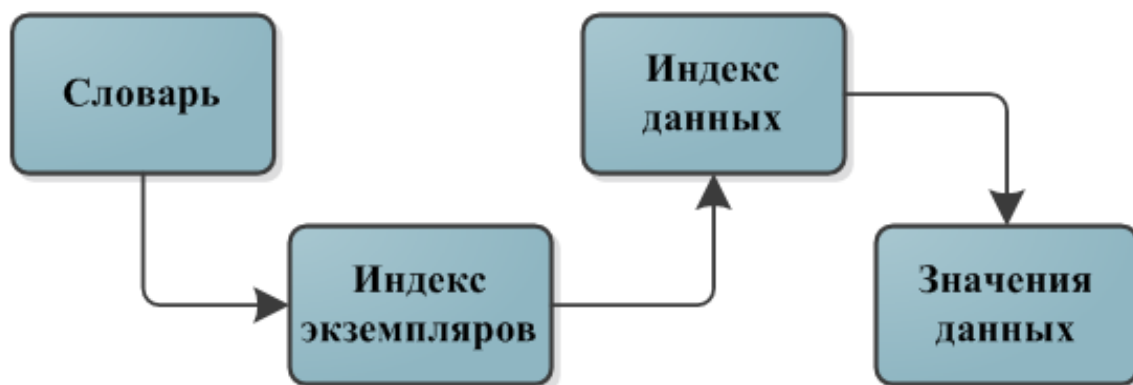 Словарь
Индекс
экземпляров
Индекс
данных
Значения
данных